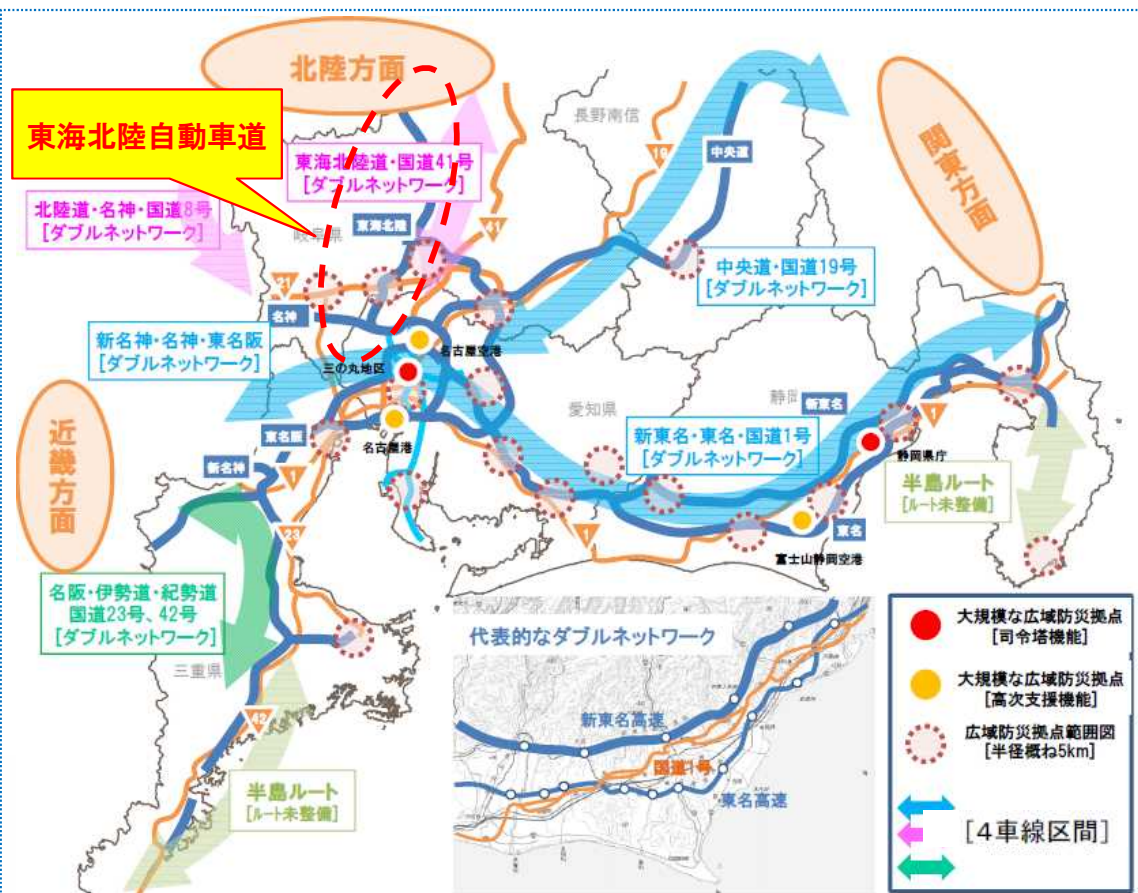 北陸方面
東海北陸自動車道
長野南信
関東方面
19
中央道
東海北陸道・国道41号
[ダブルネットワーク]
北陸道・名神・国道8号
[ダブルネットワーク]
岐阜県
東海北陸
41
中央道・国道19号
[ダブルネットワーク]
21
名神
新名神・名神・東名阪
[ダブルネットワーク]
名古屋空港
三の丸地区
近畿方面
愛知県
静岡
新東名
1
東名阪
名古屋港
新東名・東名・国道1号
[ダブルネットワーク]
静岡県庁
新名神
1
半島ルート
[ルート未整備]
23
1
東名
富士山静岡空港
名阪・伊勢道・紀勢道
国道23号、42号
[ダブルネットワーク]
三重県
42
半島ルート
[ルート未整備]
代表的なダブルネットワーク
新東名高速
国道1号
東名高速
大規模な広域防災拠点
[司令塔機能]
大規模な広域防災拠点
[高次支援機能]
広域防災拠点範囲図
[半径概ね5km]
[4車線区間]